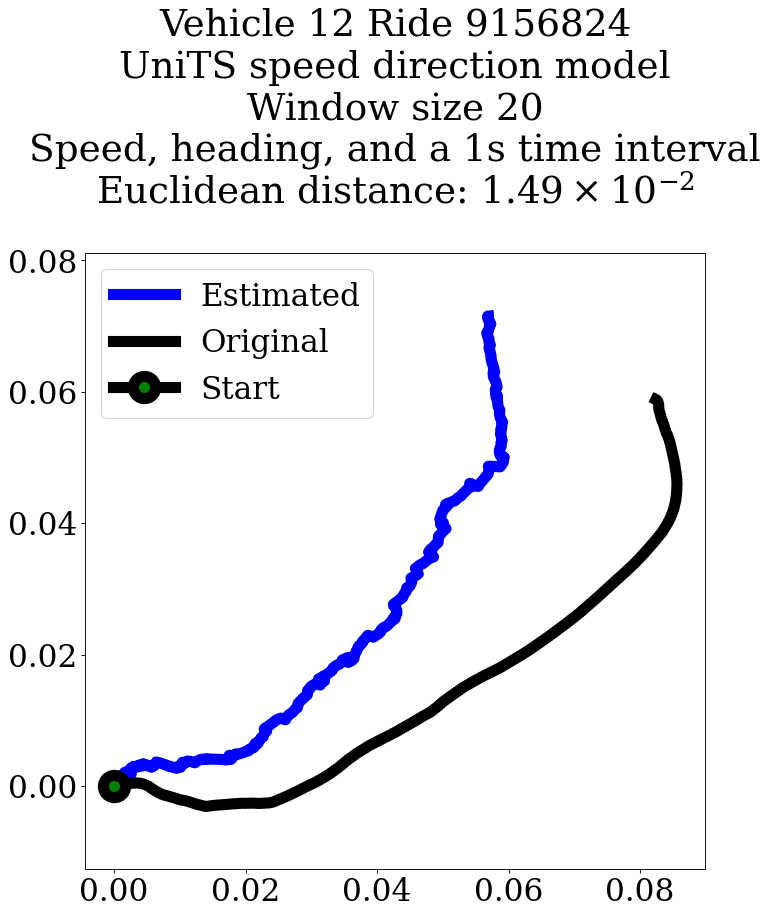 Vehicle 12 Ride 9156824
UniTS speed direction model
Window size 20
Speed, heading, and a 1s time interval
Euclidean distance: 1.49 × 10⁻²
Estimated
Original
Start
0.08
0.06
0.04
0.02
0.00
0.00 0.02 0.04 0.06 0.08